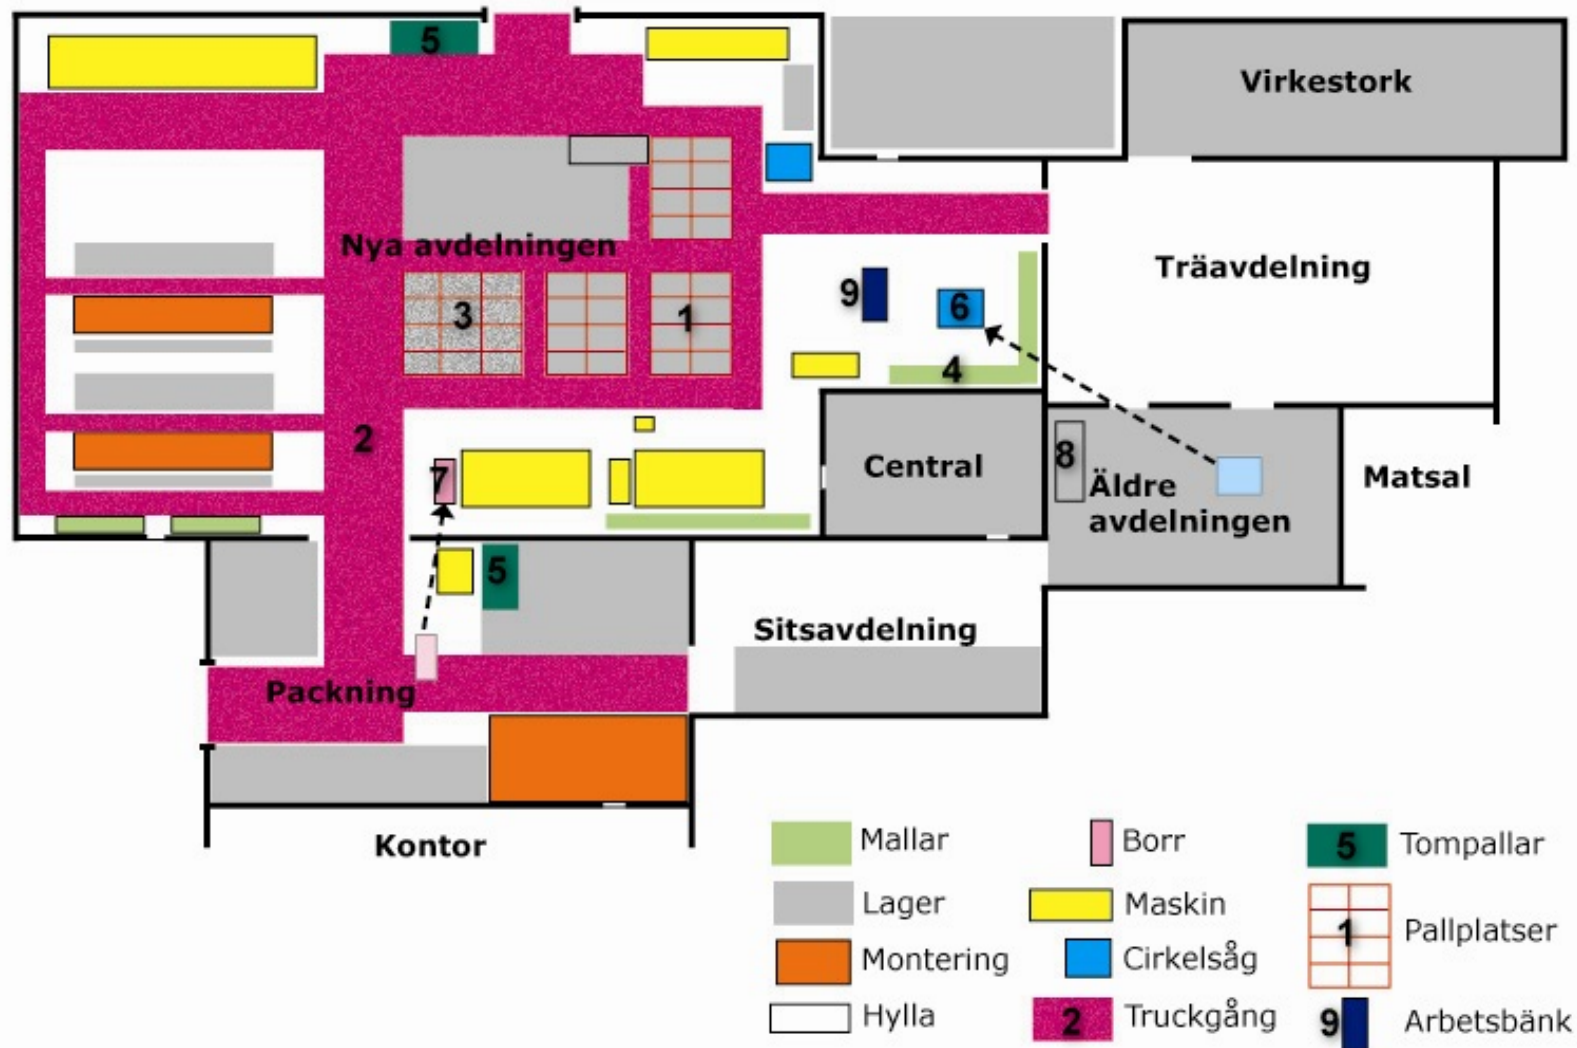 5
Virkestork
Nya avdelningen
Träavdelning
9
6
3
1
4
2
7
Central
8
Äldre
avdelningen
Matsal
5
Sitsavdelning
Packning
Kontor
Mallar
Borr
5
Tompallar
Lager
Maskin
1
Pallplatser
Montering
Cirkelsåg
Hylla
2
Truckgång
9
Arbetsbänk